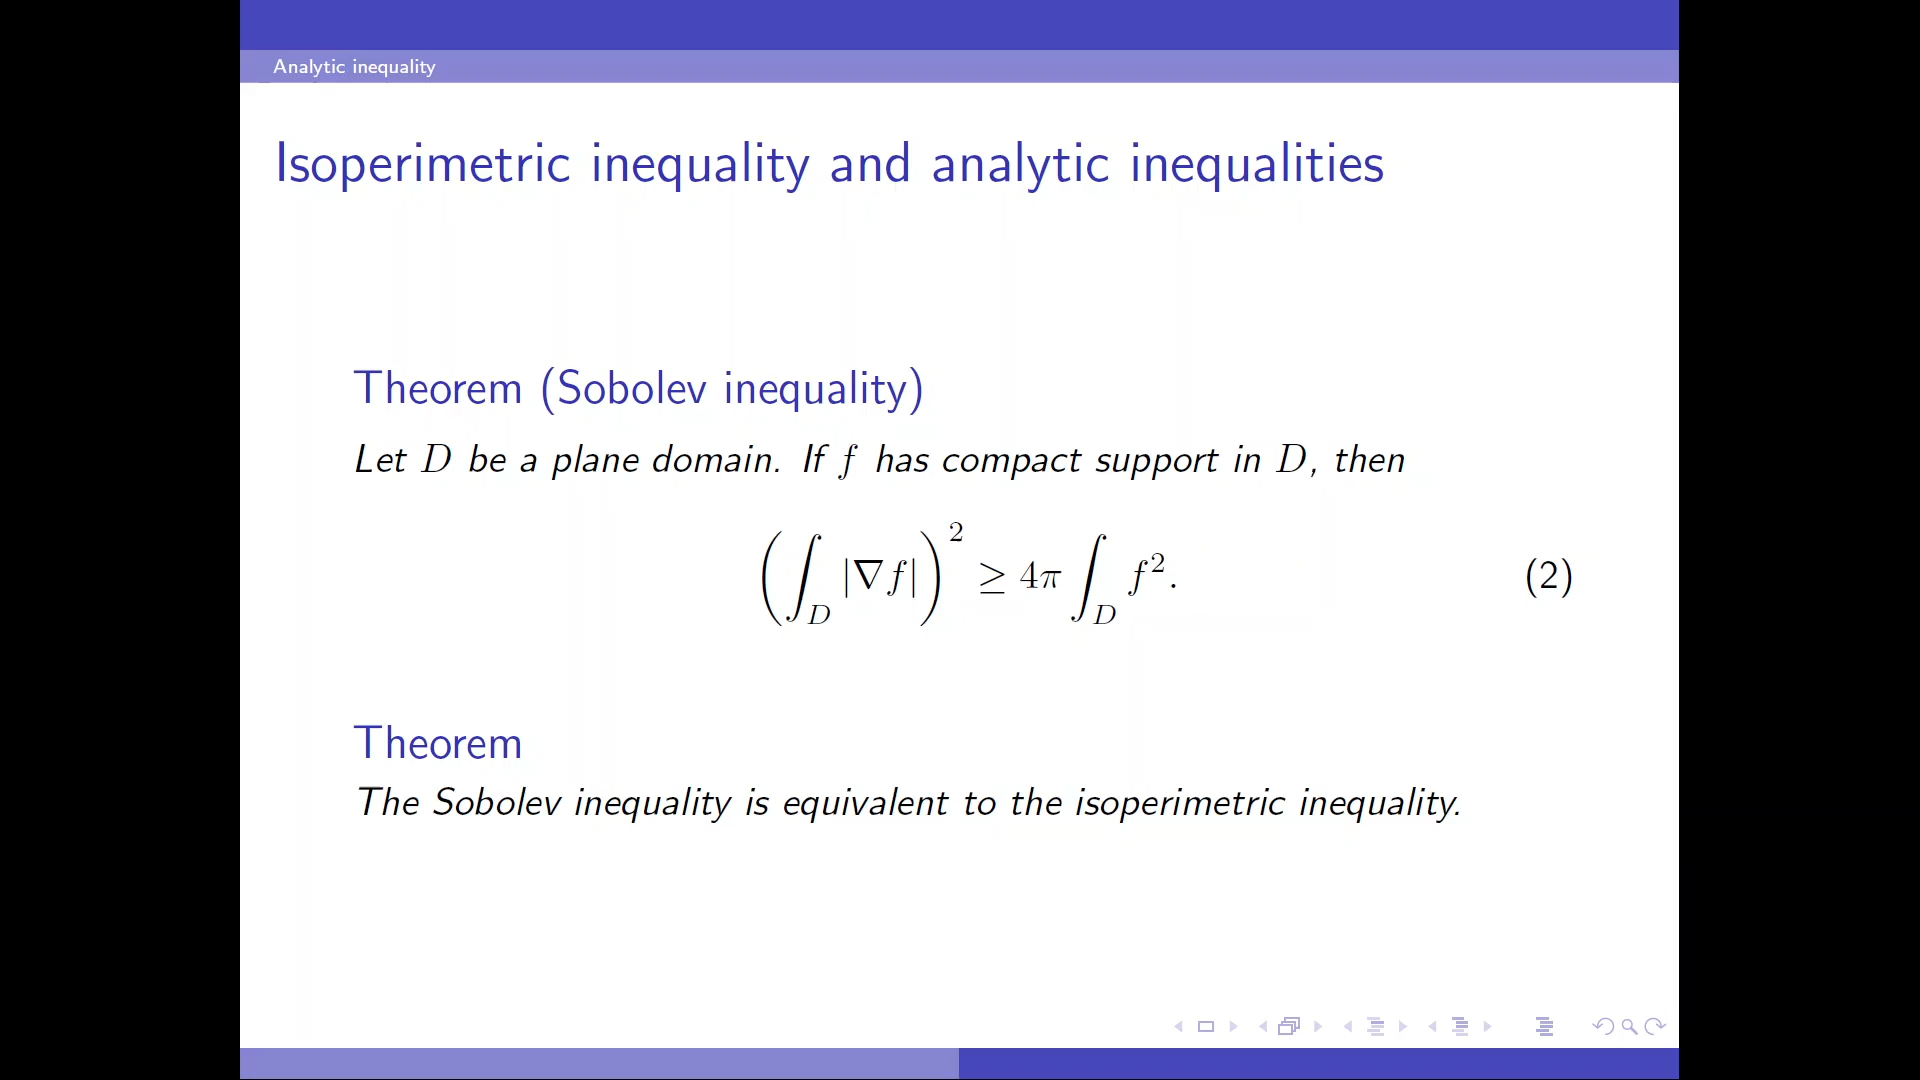 Analytic inequality
Isoperimetric inequality and analytic inequalities
Theorem (Sobolev inequality)
Let D be a plane domain. If f has compact support in D, then
(∫_D |∇f|)^2 ≥ 4π ∫_D f^2. (2)
Theorem
The Sobolev inequality is equivalent to the isoperimetric inequality.